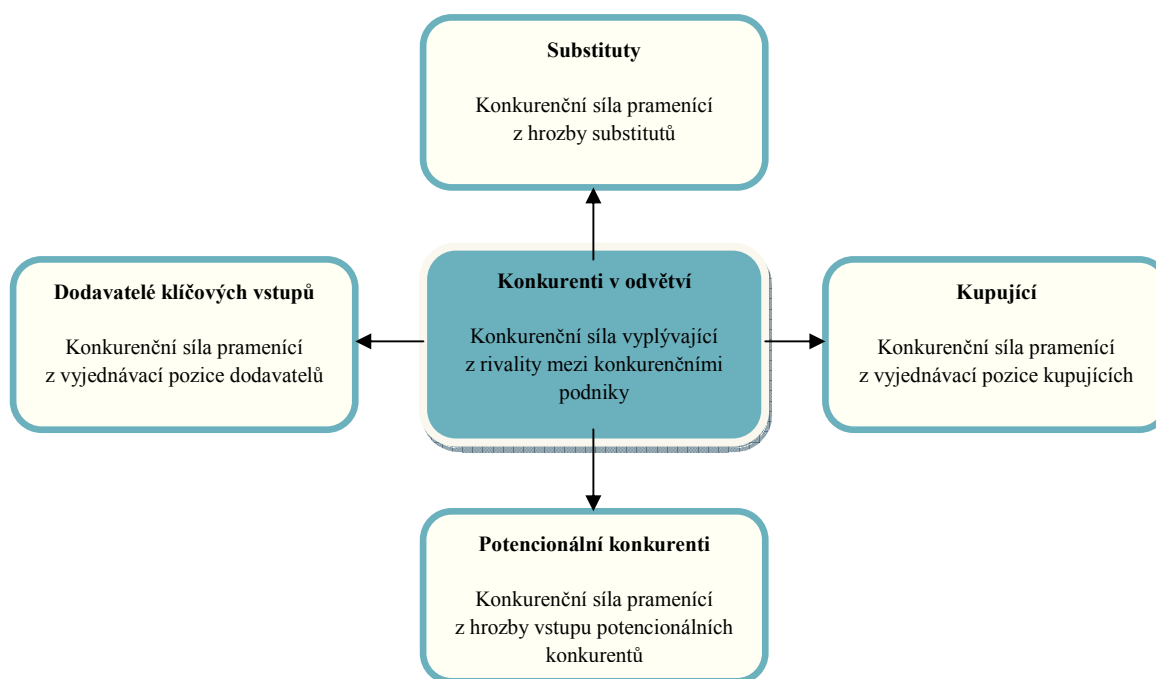 Substituty
Konkurenční síla pramenící
z hrozby substitutů
Dodavatelé klíčových vstupů
Konkurenční síla pramenící
z vyjednávací pozice dodavatelů
Konkurenti v odvětví
Konkurenční síla vyplývající
z rivality mezi konkurenčními
podniky
Kupující
Konkurenční síla pramenící
z vyjednávací pozice kupujících
Potencionální konkurenti
Konkurenční síla pramenící
z hrozby vstupu potencionálních
konkurentů